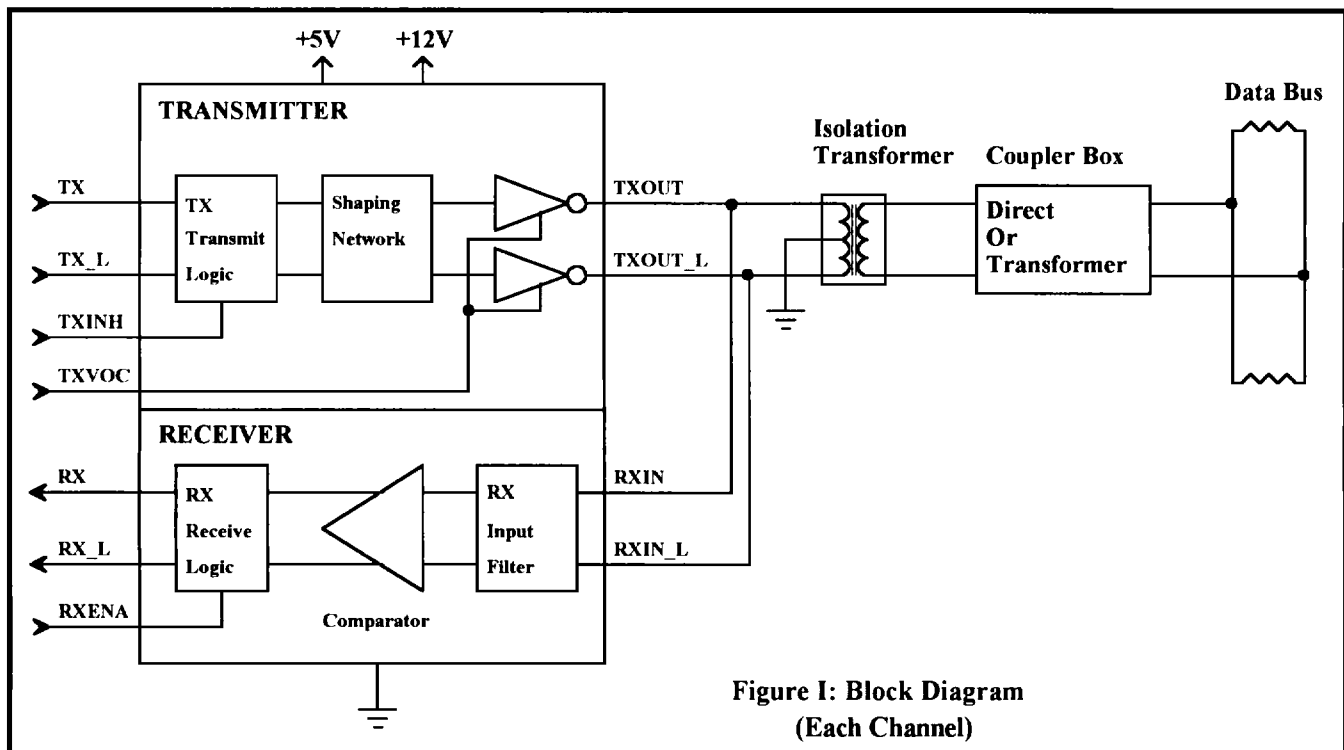 +5V
+12V
TRANSMITTER
TX
TX_L
TXINH
TXVOC
TX
Transmit
Logic
Shaping
Network
TXOUT
TXOUT_L
Isolation
Transformer
Coupler Box
Direct
Or
Transformer
Data Bus
RECEIVER
RX
RX_L
RXENA
RX
Receive
Logic
Comparator
RX
Input
Filter
RXIN
RXIN_L
Figure I: Block Diagram
(Each Channel)